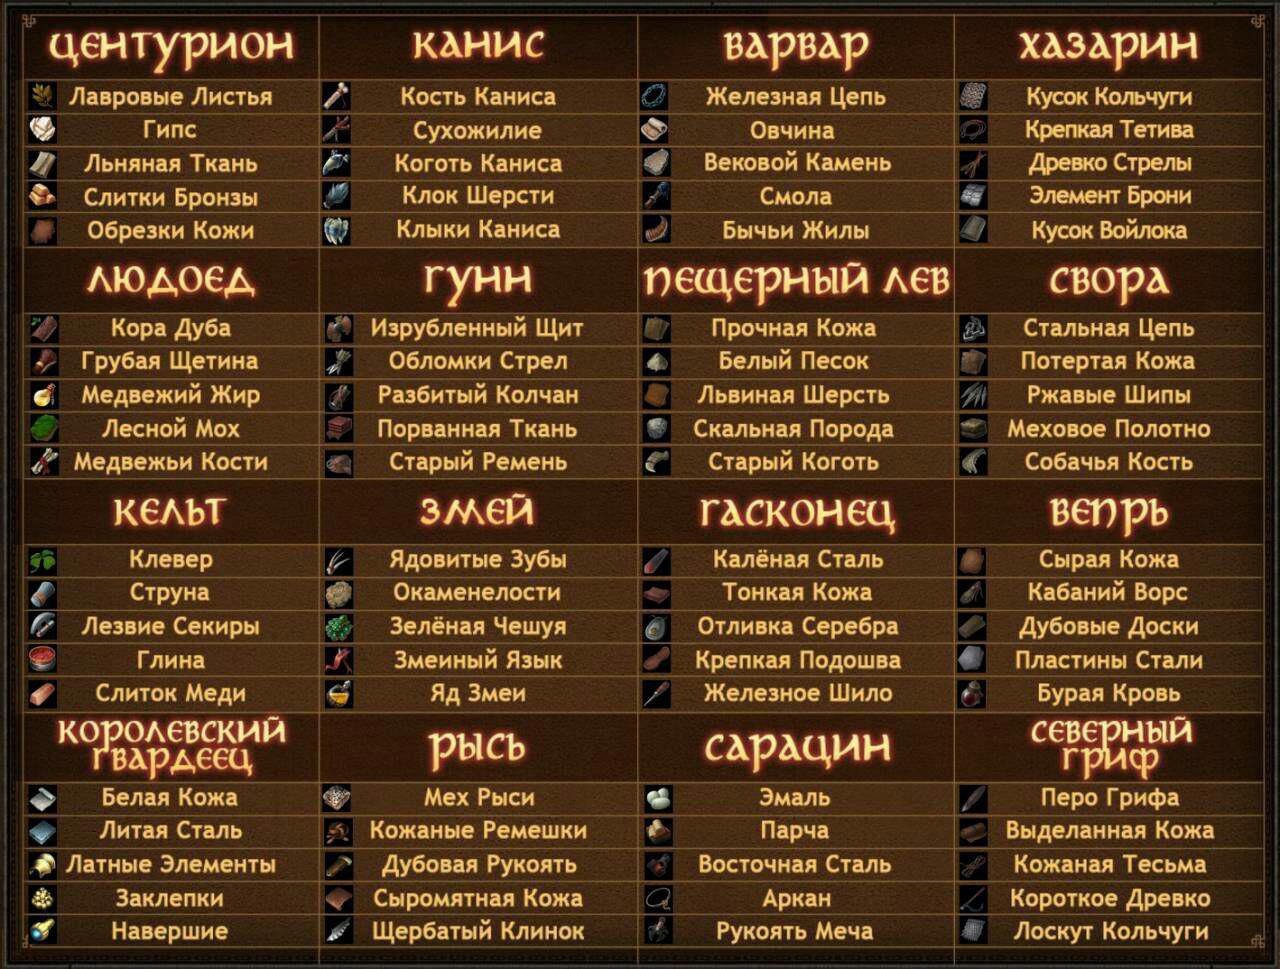 ЦЕНТУРИОН
Лавровые Листья
Гипс
Льняная Ткань
Слитки Бронзы
Обрезки Кожи
КАНИС
Кость Каниса
Сухожилие
Коготь Каниса
Клок Шерсти
Клыки Каниса
ВАРВАР
Железная Цепь
Овчина
Вековой Камень
Смола
Бычьи Жилы
ХАЗАРИН
Кусок Кольчуги
Крепкая Тетива
Древко Стрелы
Элемент Брони
Кусок Войлока
ЛЮДОЕД
Кора Дуба
Грубая Щетина
Медвежий Жир
Лесной Мох
Медвежьи Кости
ГУНН
Изрубленный Щит
Обломки Стрел
Разбитый Колчан
Порванная Ткань
Старый Ремень
ПЕЩЕРНЫЙ ЛЕВ
Прочная Кожа
Белый Песок
Львиная Шерсть
Скальная Порода
Старый Коготь
СВОРА
Стальная Цепь
Потертая Кожа
Ржавые Шипы
Меховое Полотно
Собачья Кость
КЕЛЬТ
Клевер
Струна
Лезвие Секиры
Глина
Слиток Меди
ЗМЕЙ
Ядовитые Зубы
Окаменелости
Зелёная Чешуя
Змеиный Язык
Яд Змеи
ГАСКОНЕЦ
Калёная Сталь
Тонкая Кожа
Отливка Серебра
Крепкая Подошва
Железное Шило
ВЕПРЬ
Сырая Кожа
Кабаний Ворс
Дубовые Доски
Пластины Стали
Бурая Кровь
КОРОЛЕВСКИЙ
ГВАРДЕЕЦ
Белая Кожа
Литая Сталь
Латные Элементы
Заклепки
Навершие
РЫСЬ
Мех Рыси
Кожаные Ремешки
Дубовая Рукоять
Сыромятная Кожа
Щербатый Клинок
САРАЦИН
Эмаль
Парча
Восточная Сталь
Аркан
Рукоять Меча
СЕВЕРНЫЙ
ГРИФ
Перо Грифа
Выделанная Кожа
Кожаная Тесьма
Короткое Древко
Лоскут Кольчуги